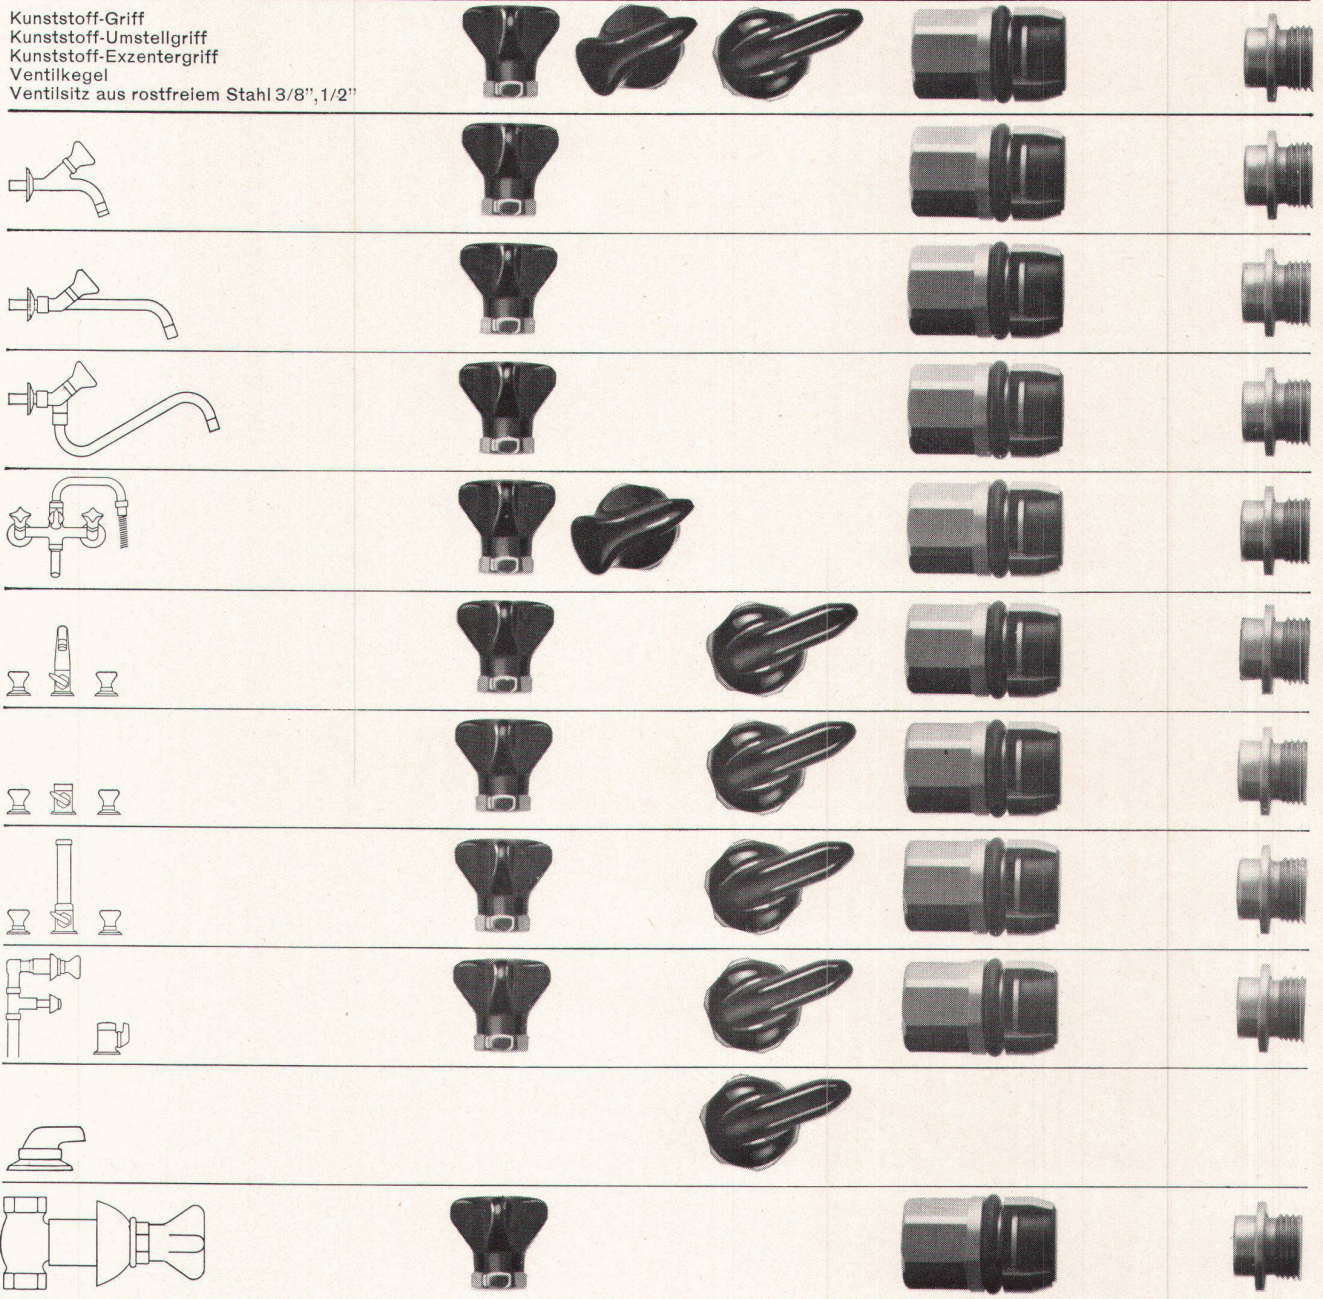 Kunststoff-Griff
Kunststoff-Umstellgriff
Kunststoff-Exzentergriff
Ventilkegel
Ventilsitz aus rostfreiem Stahl 3/8”, 1/2”